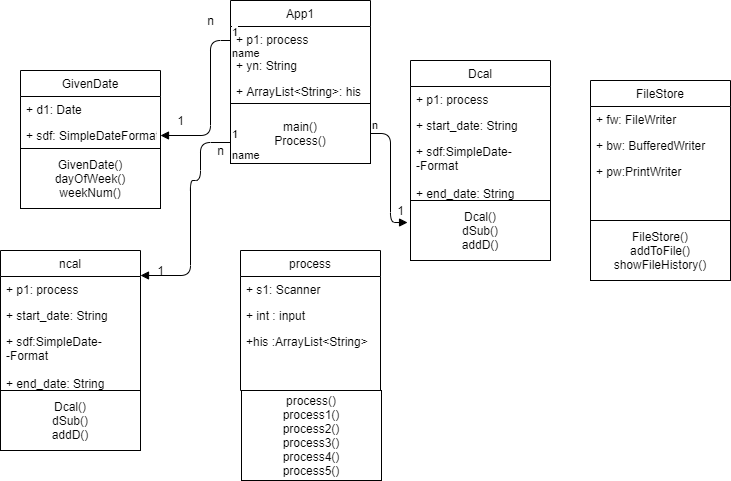 App1
n
1
+ p1: process
name
+ yn: String
+ ArrayList<String>: his
main()
Process()
1
name
n
n
GivenDate
+ d1: Date
+ sdf: SimpleDateFormat
1
GivenDate()
dayOfWeek()
weekNum()
Dcal
+ p1: process
+ start_date: String
+ sdf:SimpleDate-
-Format
+ end_date: String
1
Dcal()
dSub()
addD()
FileStore
+ fw: FileWriter
+ bw: BufferedWriter
+ pw:PrintWriter
FileStore()
addToFile()
showFileHistory()
ncal
1
+ p1: process
+ start_date: String
+ sdf:SimpleDate-
-Format
+ end_date: String
Dcal()
dSub()
addD()
process
+ s1: Scanner
+ int : input
+his :ArrayList<String>
process()
process1()
process2()
process3()
process4()
process5()